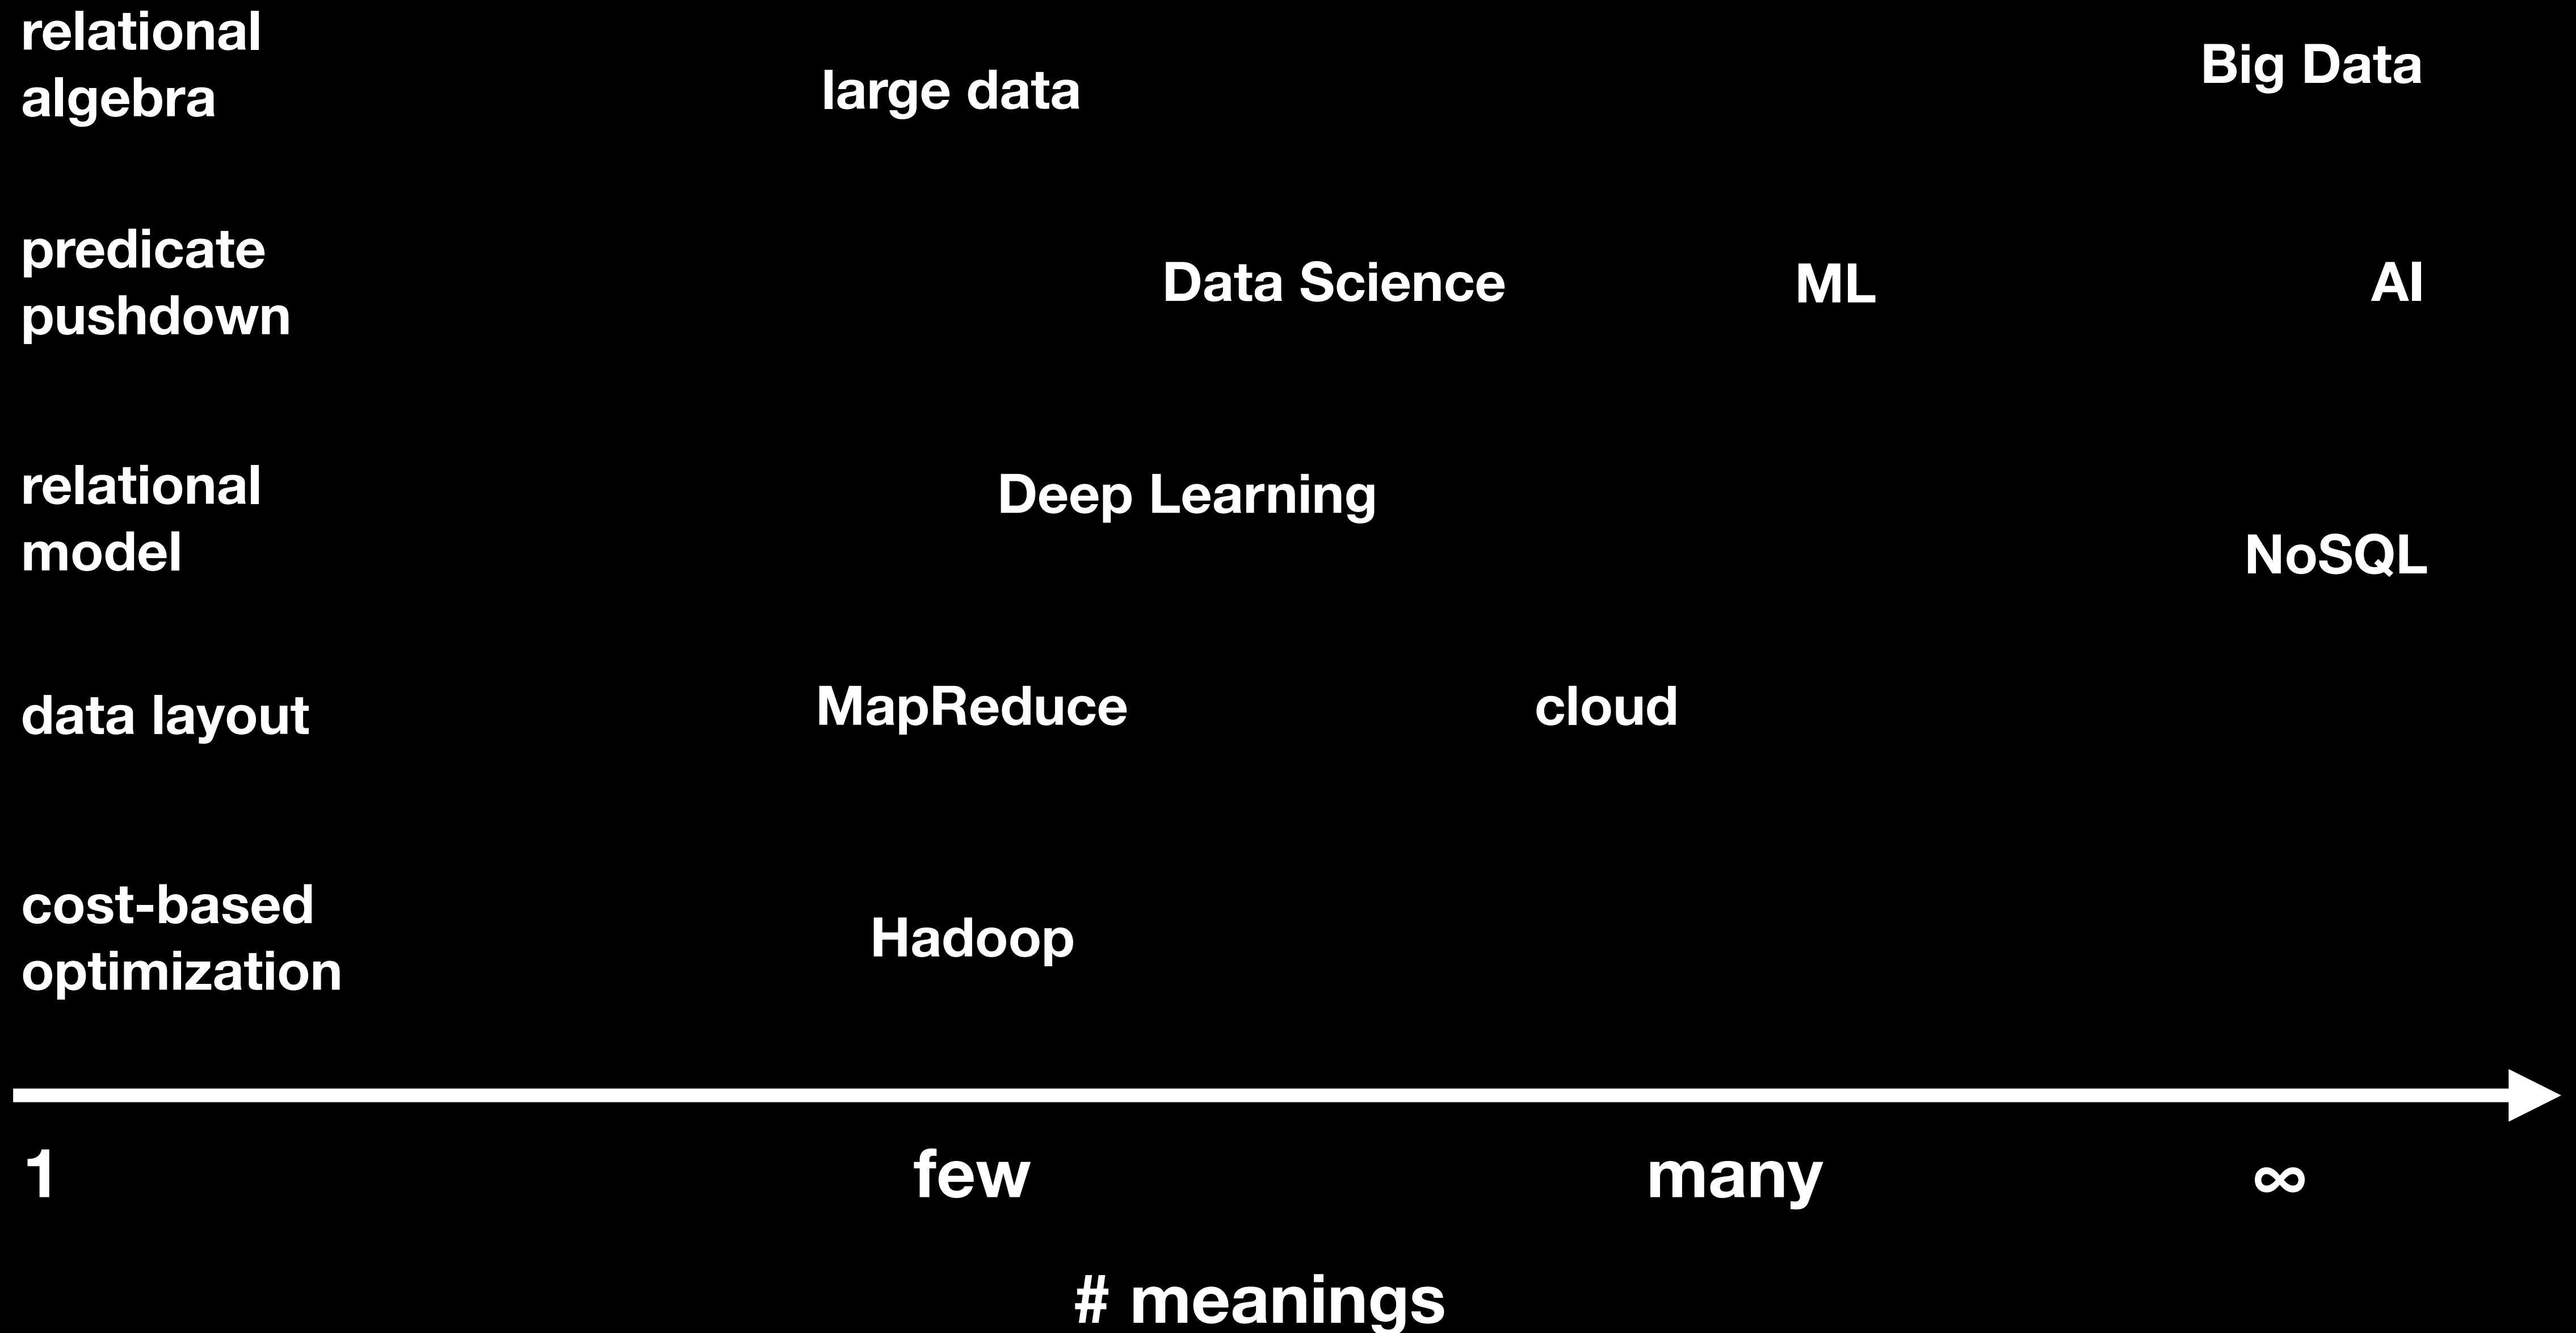 relational
algebra
large data
Big Data
predicate
pushdown
Data Science
ML
AI
relational
model
Deep Learning
NoSQL
data layout
MapReduce
cloud
cost-based
optimization
Hadoop
1
few
many
∞
# meanings